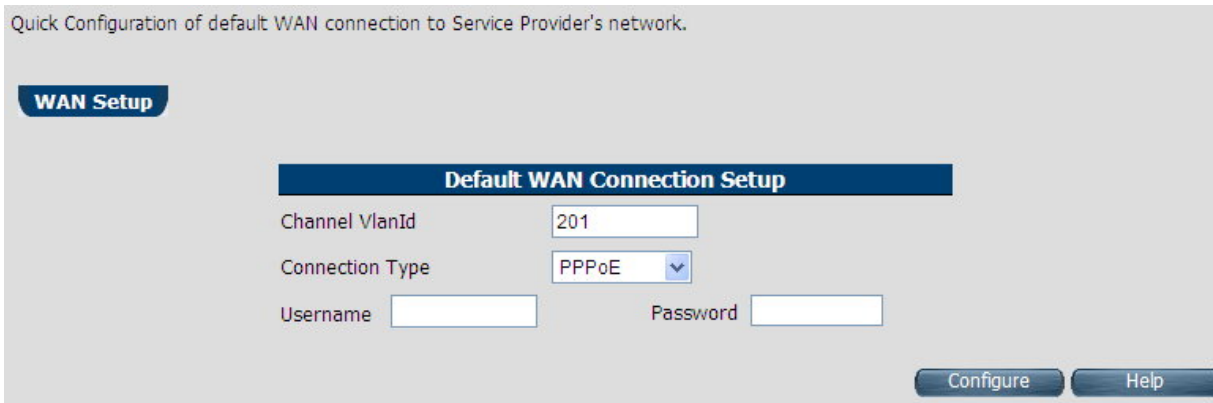 Quick Configuration of default WAN connection to Service Provider's network.
WAN Setup
Default WAN Connection Setup
Channel VlanId 201
Connection Type PPPoE
Username Password
Configure Help